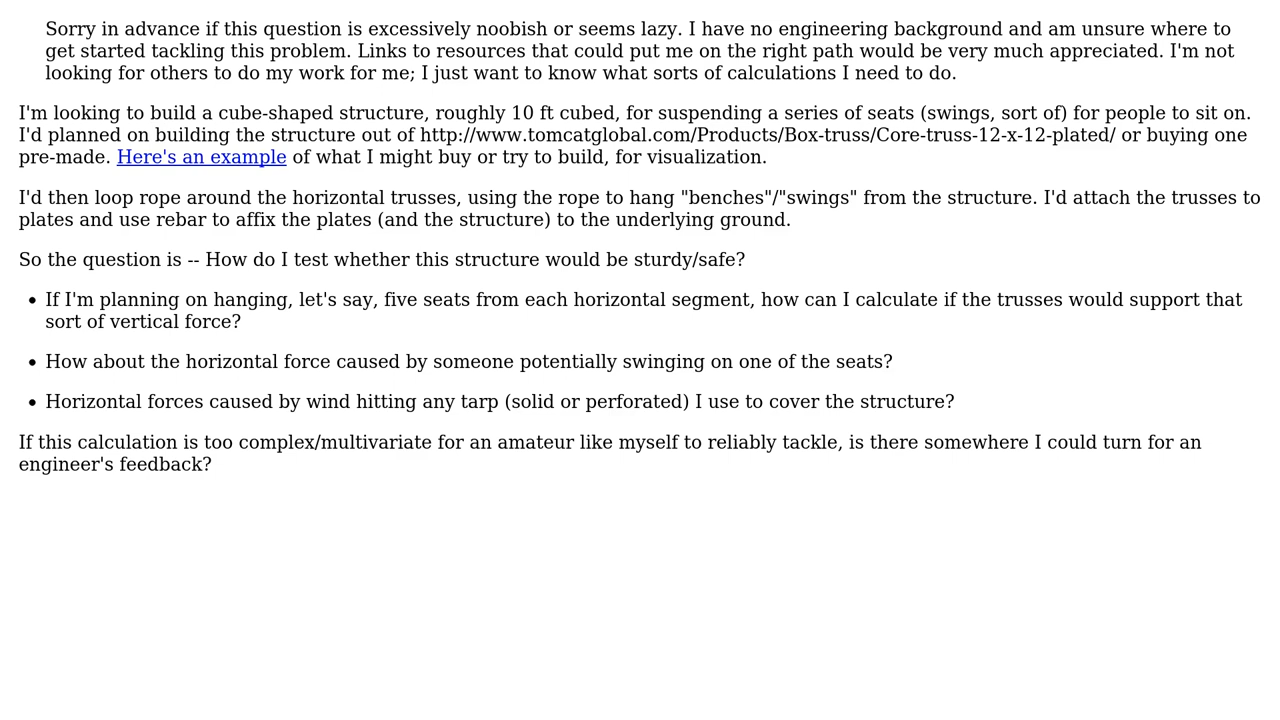 Sorry in advance if this question is excessively noobish or seems lazy. I have no engineering background and am unsure where to
get started tackling this problem. Links to resources that could put me on the right path would be very much appreciated. I'm not
looking for others to do my work for me; I just want to know what sorts of calculations I need to do.
I'm looking to build a cube-shaped structure, roughly 10 ft cubed, for suspending a series of seats (swings, sort of) for people to sit on.
I'd planned on building the structure out of http://www.tomcatglobal.com/Products/Box-truss/Core-truss-12-x-12-plated/ or buying one
pre-made. Here's an example of what I might buy or try to build, for visualization.
I'd then loop rope around the horizontal trusses, using the rope to hang "benches"/"swings" from the structure. I'd attach the trusses to
plates and use rebar to affix the plates (and the structure) to the underlying ground.
So the question is -- How do I test whether this structure would be sturdy/safe?
• If I'm planning on hanging, let's say, five seats from each horizontal segment, how can I calculate if the trusses would support that
sort of vertical force?
• How about the horizontal force caused by someone potentially swinging on one of the seats?
• Horizontal forces caused by wind hitting any tarp (solid or perforated) I use to cover the structure?
If this calculation is too complex/multivariate for an amateur like myself to reliably tackle, is there somewhere I could turn for an
engineer's feedback?